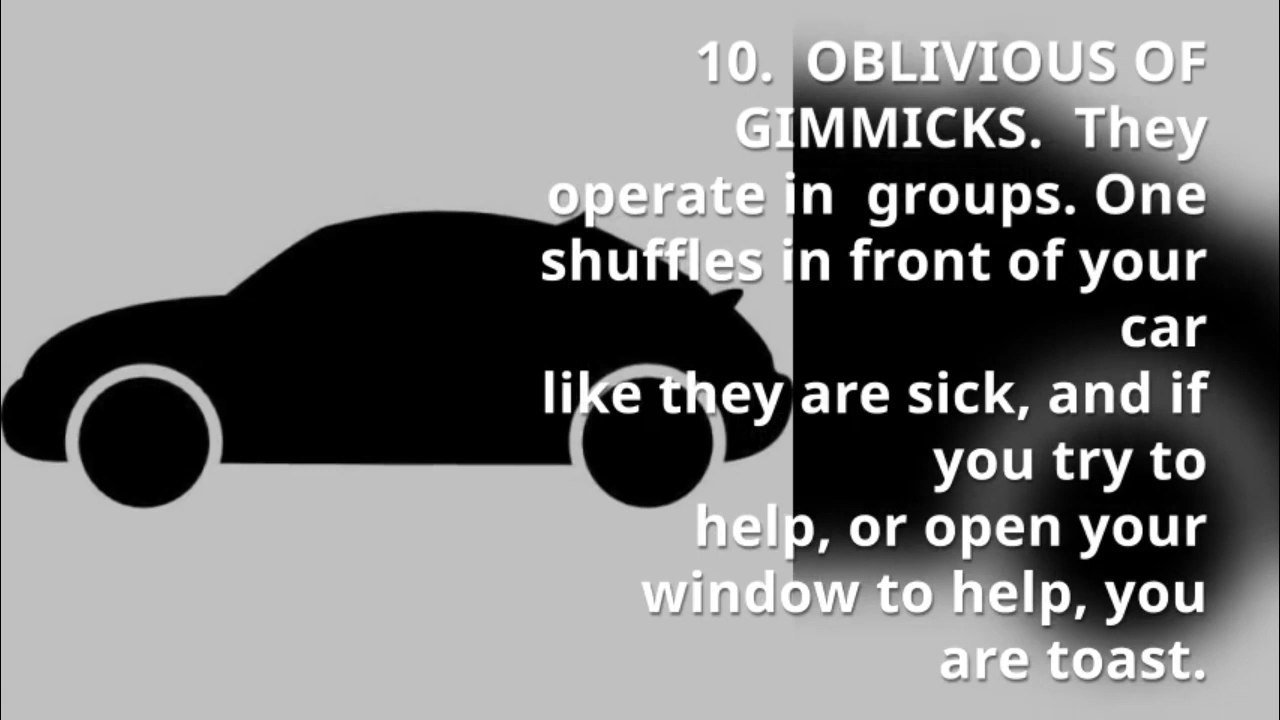 10.  OBLIVIOUS OF
GIMMICKS.  They
operate in  groups. One
shuffles in front of your
car
like they are sick, and if
you try to
help, or open your
window to help, you
are toast.